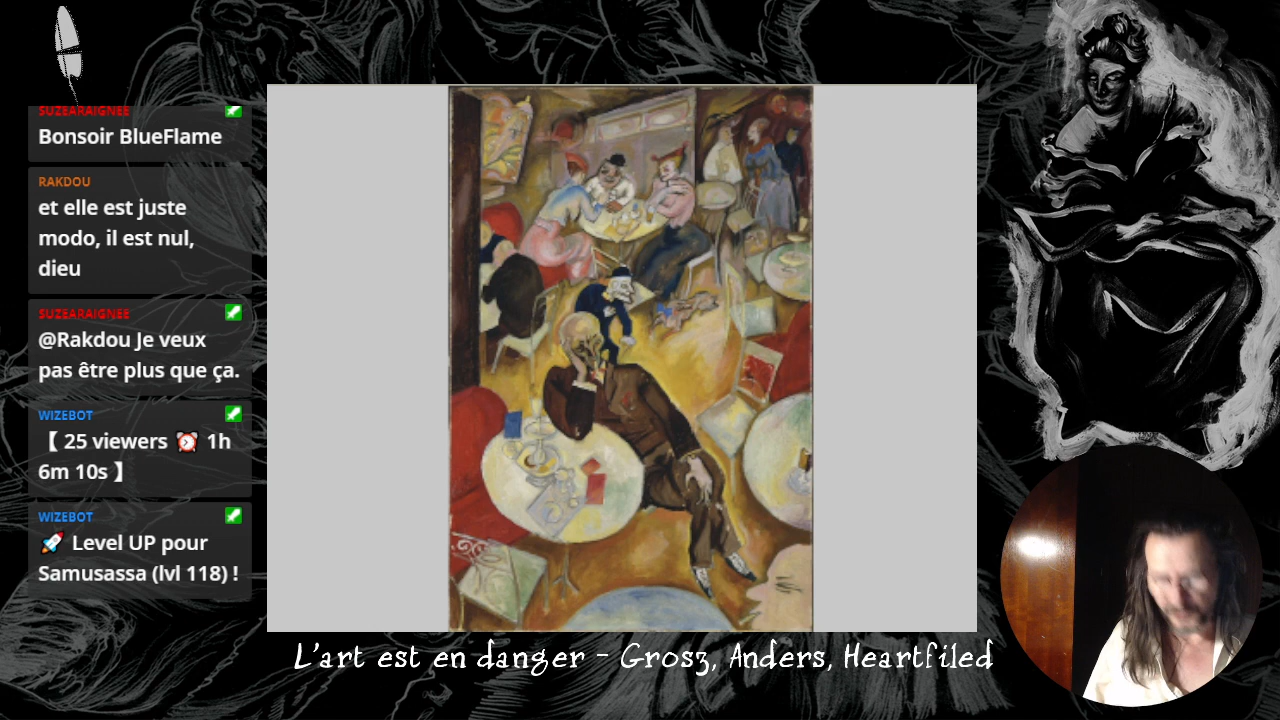 SUZEARAIGNEE
Bonsoir BlueFlame
RAKDOU
et elle est juste
modo, il est nul,
dieu
SUZEARAIGNEE
@Rakdou Je veux
pas être plus que ça.
WIZEBOT
【 25 viewers ⏰ 1h
6m 10s 】
WIZEBOT
🚀 Level UP pour
Samusassa (lvl 118) !
L'art est en danger - Grosz, Anders, Heartfiled